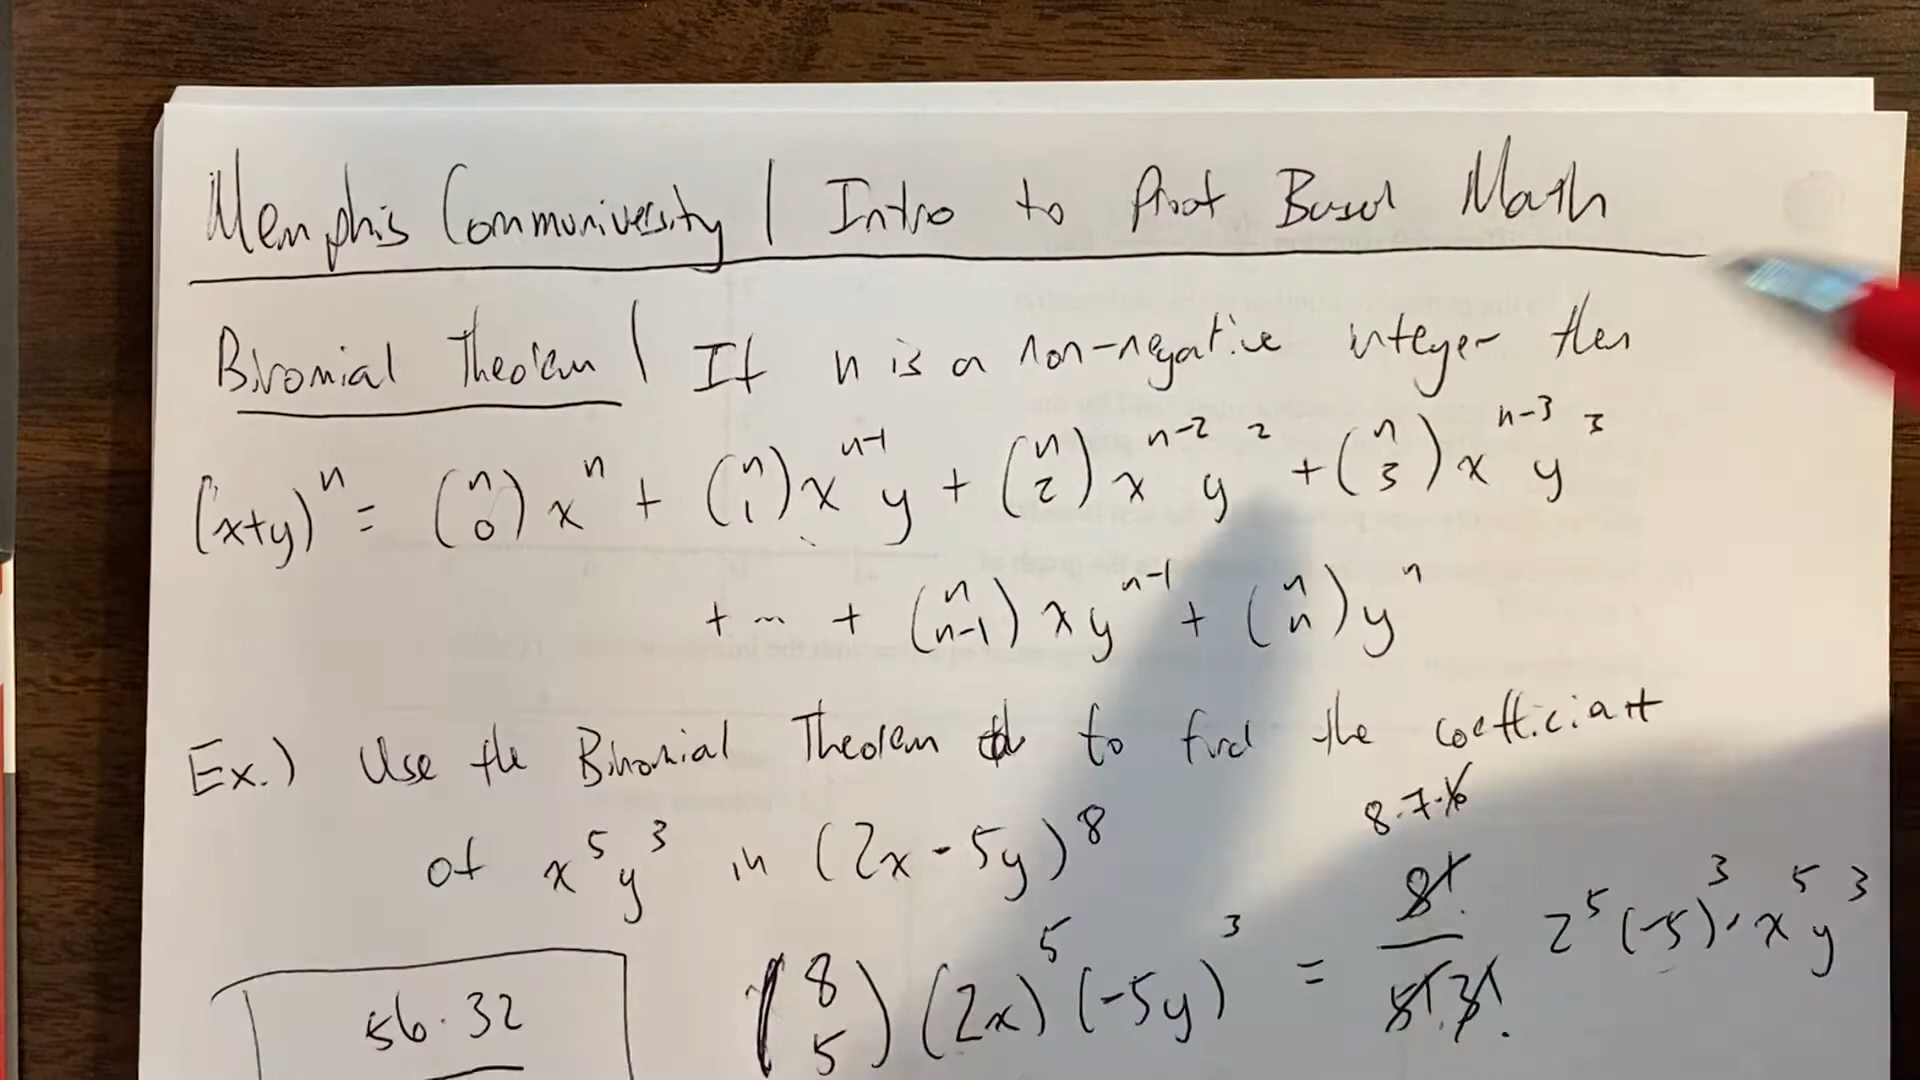 Memphis Communiversity | Intro to Proof Based Math
Binomial Theorem | If n is a non-negative integer then
(x+y)^n = (n 0) x^n + (n 1) x^{n-1} y + (n 2) x^{n-2} y^2 + (n 3) x^{n-3} y^3
+ ... + (n n-1) x y^{n-1} + (n n) y^n
Ex.) Use the Binomial Theorem to find the coefficient
of x^5 y^3 in (2x - 5y)^8
8·7·6
(8 5) (2x)^5 (-5y)^3 = 8!/5!3! 2^5 (-5)^3 · x^5 y^3
56·32